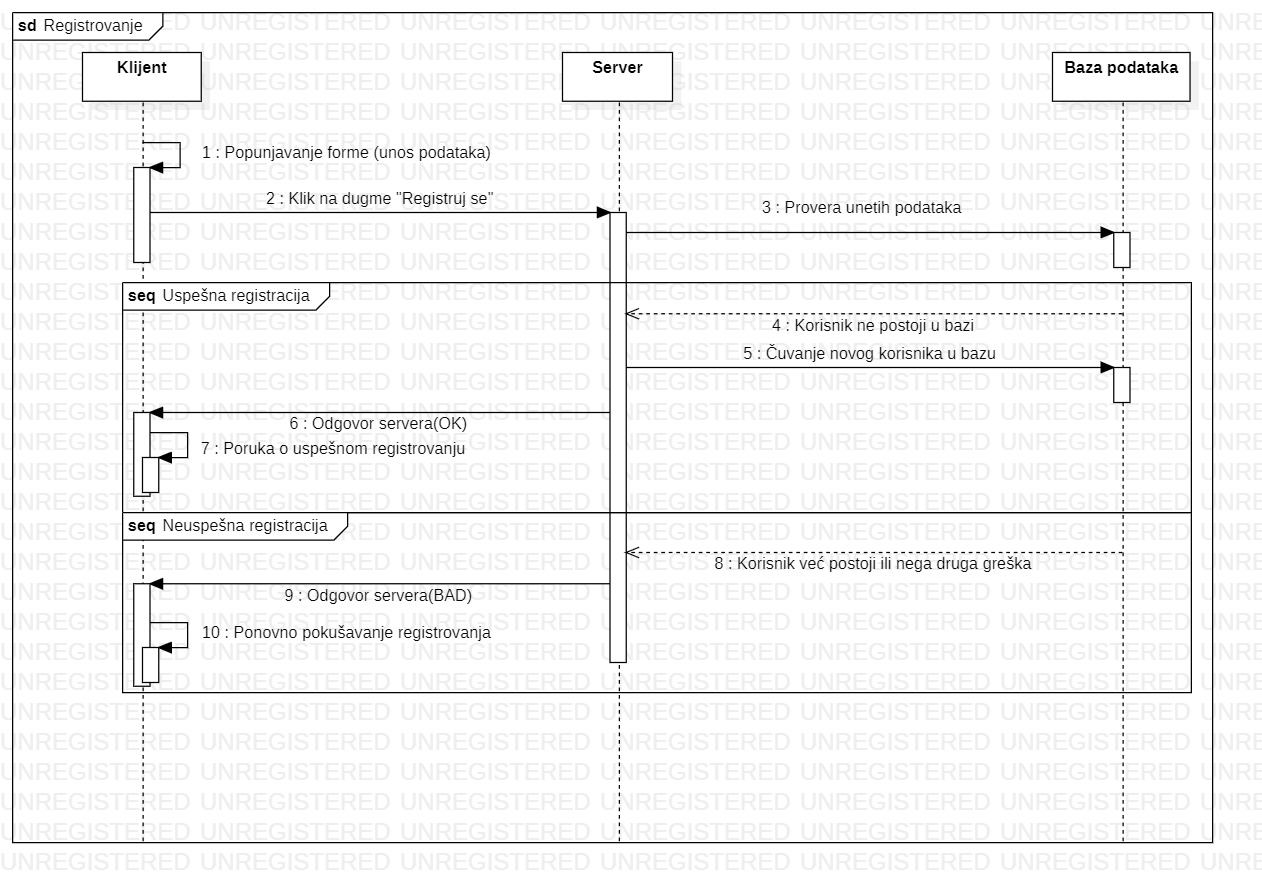 sd Registrovanje
Klijent
Server
Baza podataka
1 : Popunjavanje forme (unos podataka)
2 : Klik na dugme "Registruj se"
3 : Provera unetih podataka
seq Uspešna registracija
4 : Korisnik ne postoji u bazi
5 : Čuvanje novog korisnika u bazu
6 : Odgovor servera(OK)
7 : Poruka o uspešnom registrovanju
seq Neuspešna registracija
8 : Korisnik već postoji ili nega druga greška
9 : Odgovor servera(BAD)
10 : Ponovno pokušavanje registrovanja
UNREGISTERED